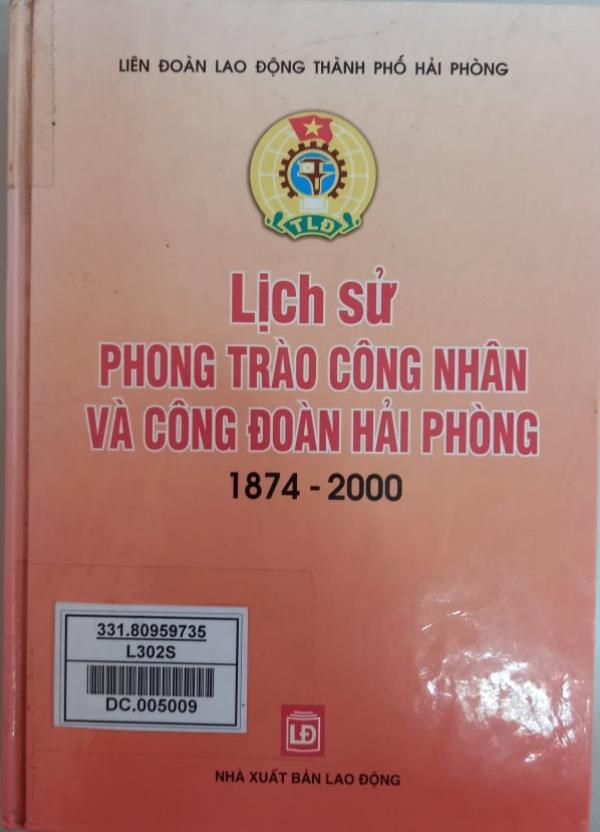 LIÊN ĐOÀN LAO ĐỘNG THÀNH PHỐ HẢI PHÒNG
TLĐ
Lịch sử
PHONG TRÀO CÔNG NHÂN
VÀ CÔNG ĐOÀN HẢI PHÒNG
1874 - 2000
331.80959735
L302S
DC.005009
LĐ
NHÀ XUẤT BẢN LAO ĐỘNG